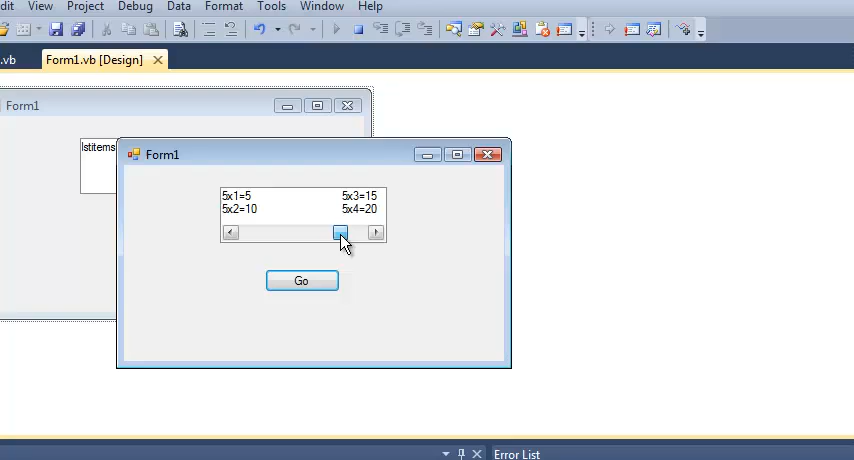 dit View Project Debug Data Format Tools Window Help
.vb Form1.vb [Design]
Form1
lstitems
Form1
5x1=5 5x3=15
5x2=10 5x4=20
Go
Error List